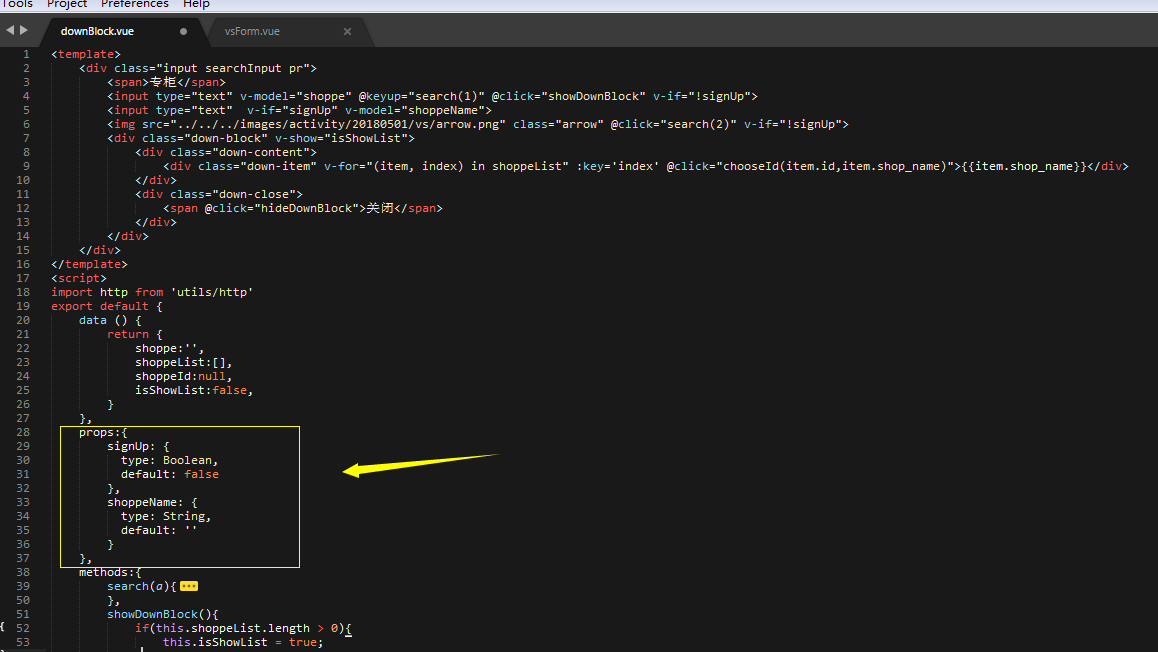 Tools Project Preferences Help
downBlock.vue vsForm.vue
1 <template>
2 <div class="input searchInput pr">
3 <span>专柜</span>
4 <input type="text" v-model="shoppe" @keyup="search(1)" @click="showDownBlock" v-if="!signUp">
5 <input type="text"  v-if="signUp" v-model="shoppeName">
6 <img src="../../../images/activity/20180501/vs/arrow.png" class="arrow" @click="search(2)" v-if="!signUp">
7 <div class="down-block" v-show="isShowList">
8 <div class="down-content">
9 <div class="down-item" v-for="(item, index) in shoppeList" :key='index' @click="chooseId(item.id,item.shop_name)">{{item.shop_name}}</div>
10 </div>
11 <div class="down-close">
12 <span @click="hideDownBlock">关闭</span>
13 </div>
14 </div>
15 </div>
16 </template>
17 <script>
18 import http from 'utils/http'
19 export default {
20 data () {
21 return {
22 shoppe:'',
23 shoppeList:[],
24 shoppeId:null,
25 isShowList:false,
26 }
27 },
28 props:{
29 signUp: {
30 type: Boolean,
31 default: false
32 },
33 shoppeName: {
34 type: String,
35 default: ''
36 }
37 },
38 methods:{
39 search(a){
50 },
51 showDownBlock(){
{ 52 if(this.shoppeList.length > 0){
53 this.isShowList = true;